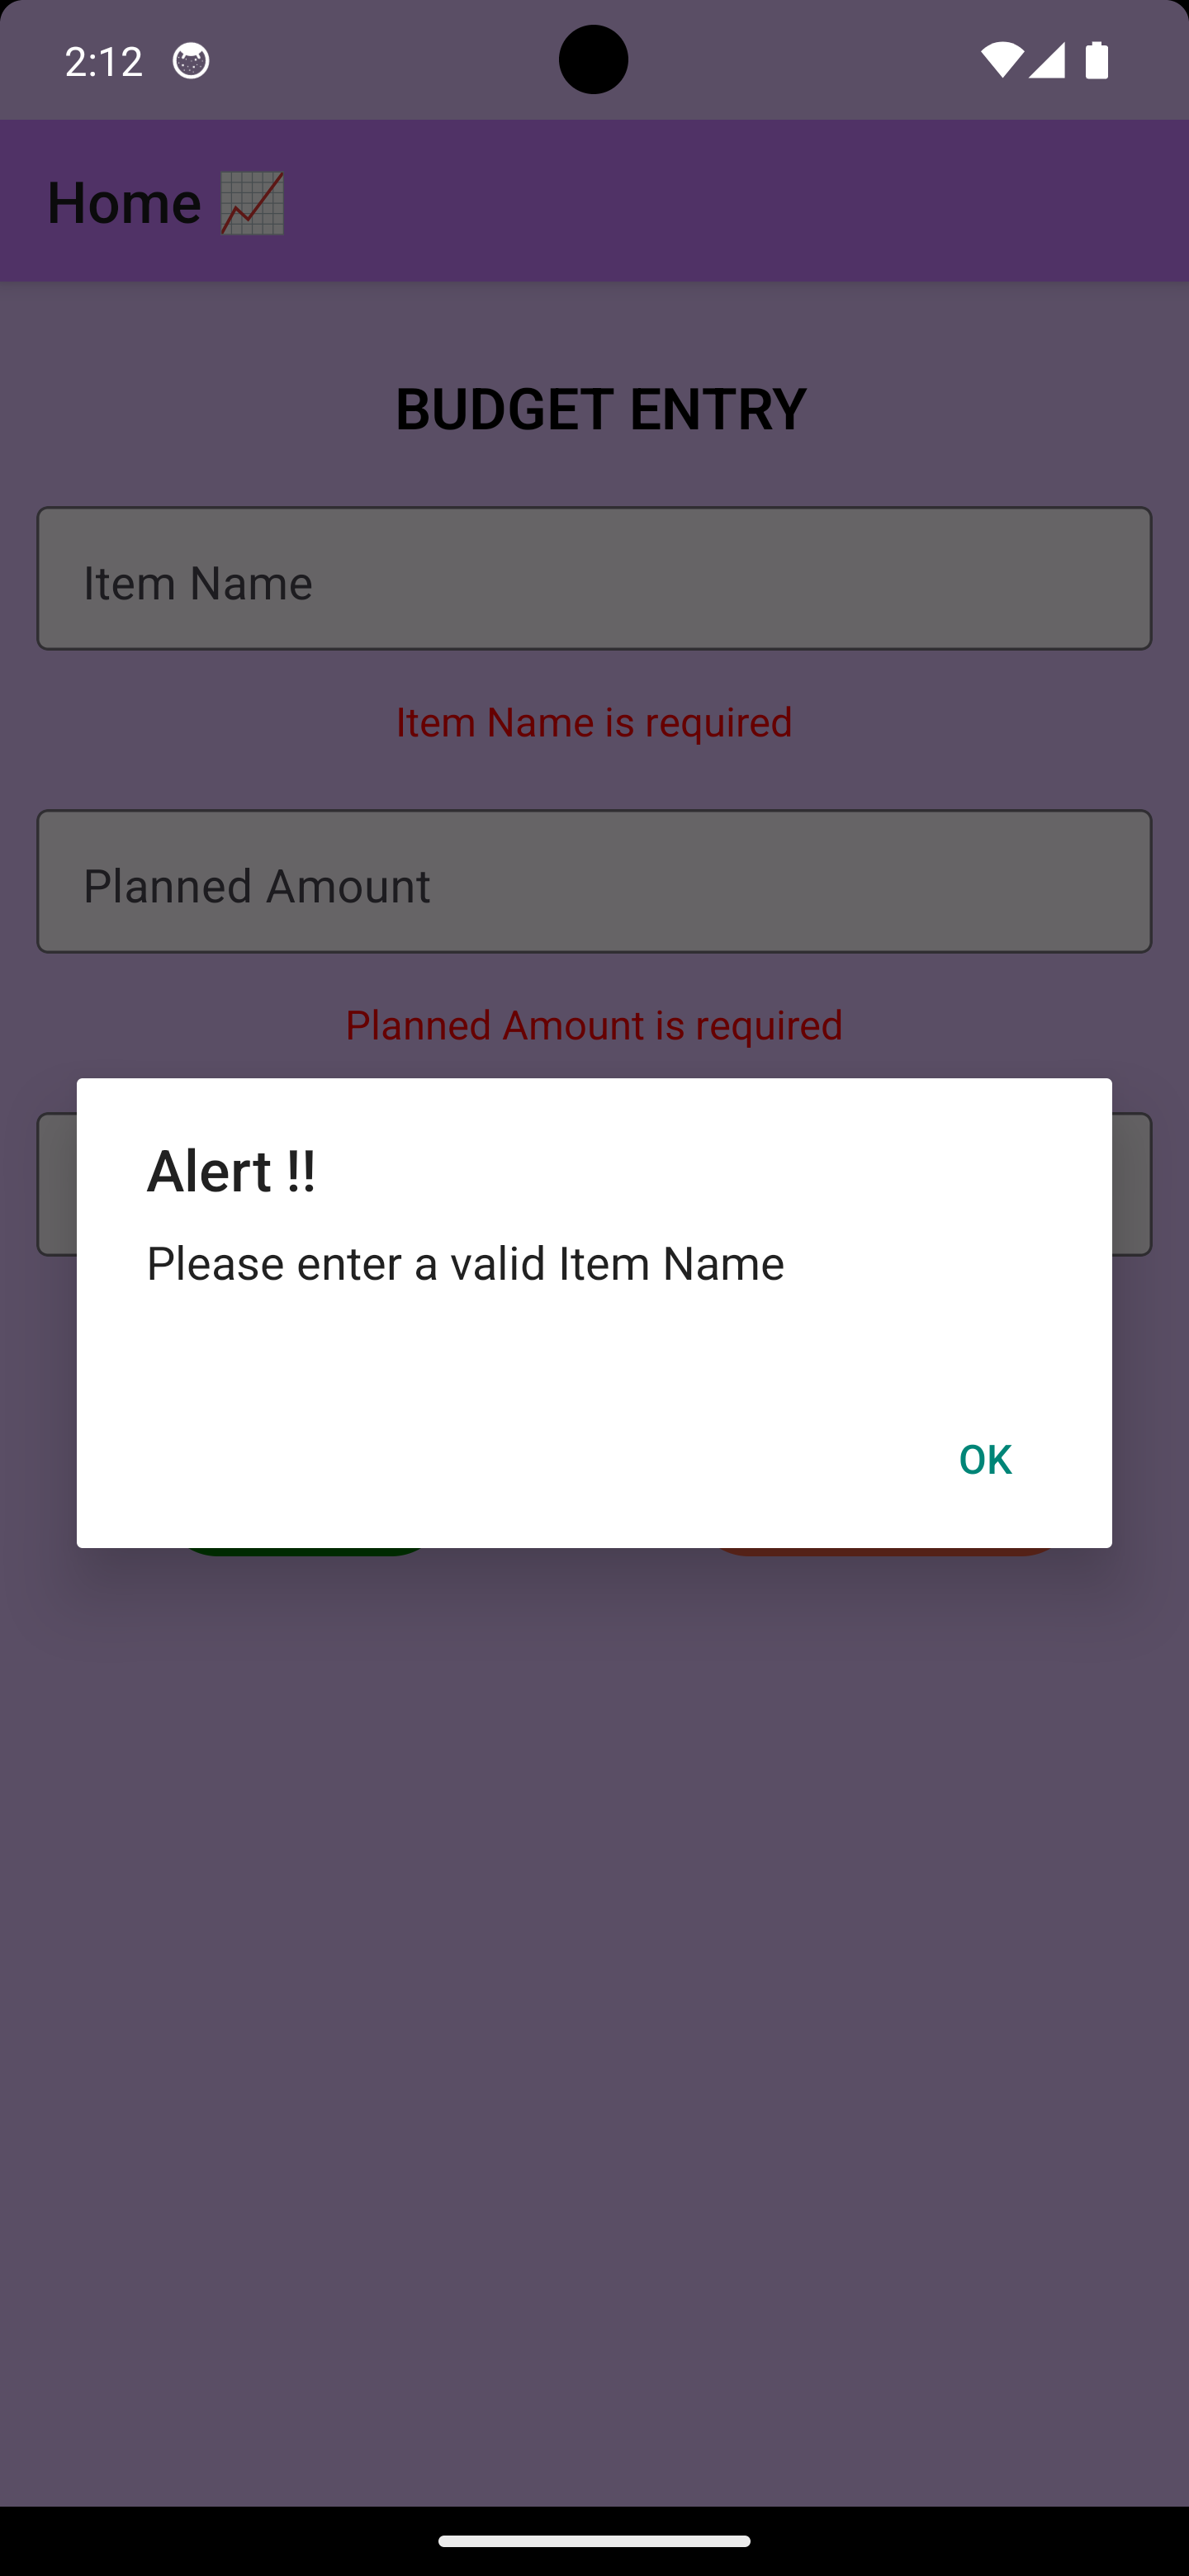 2:12
Home 📈
BUDGET ENTRY
Item Name
Item Name is required
Planned Amount
Planned Amount is required
Alert !!
Please enter a valid Item Name
OK